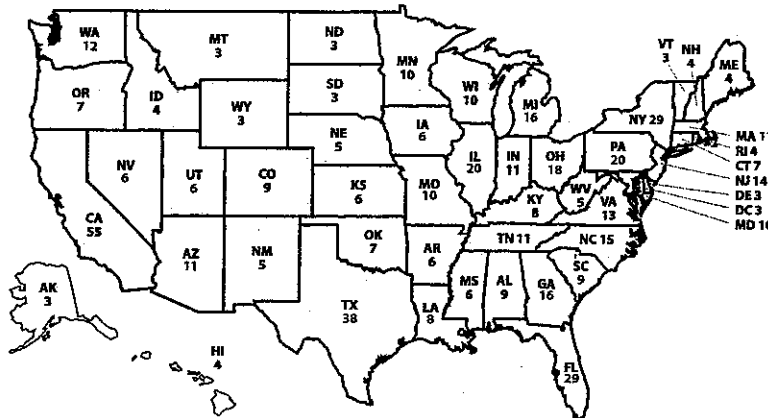 WA
12
MT
3
ND
3
MN
10
VT
3
NH
4
ME
4
OR
7
ID
4
WY
3
SD
3
WI
10
MI
16
NY 29
MA 11
RI 4
CT 7
NJ 14
DE 3
DC 3
MD 10
NV
6
UT
6
CO
9
NE
5
IA
6
IL
20
IN
11
OH
18
PA
20
CA
55
KS
6
MO
10
KY
8
WV
5
VA
13
AZ
11
NM
5
OK
7
AR
6
TN 11
NC 15
SC
9
MS
6
AL
9
GA
16
TX
38
LA
8
FL
29
AK
3
HI
4